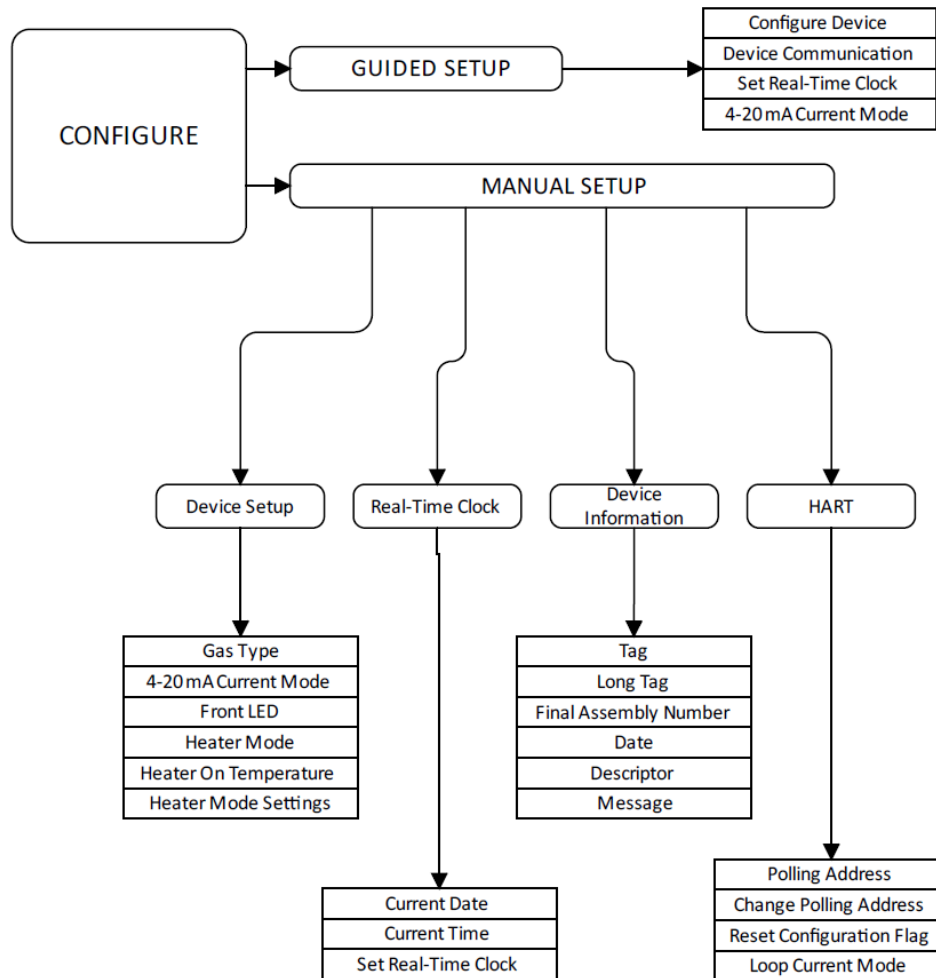 Configure Device
Device Communication
Set Real-Time Clock
4-20 mA Current Mode
GUIDED SETUP
CONFIGURE
MANUAL SETUP
Device Setup
Real-Time Clock
Device
Information
HART
Gas Type
4-20 mA Current Mode
Front LED
Heater Mode
Heater On Temperature
Heater Mode Settings
Tag
Long Tag
Final Assembly Number
Date
Descriptor
Message
Current Date
Current Time
Set Real-Time Clock
Polling Address
Change Polling Address
Reset Configuration Flag
Loop Current Mode